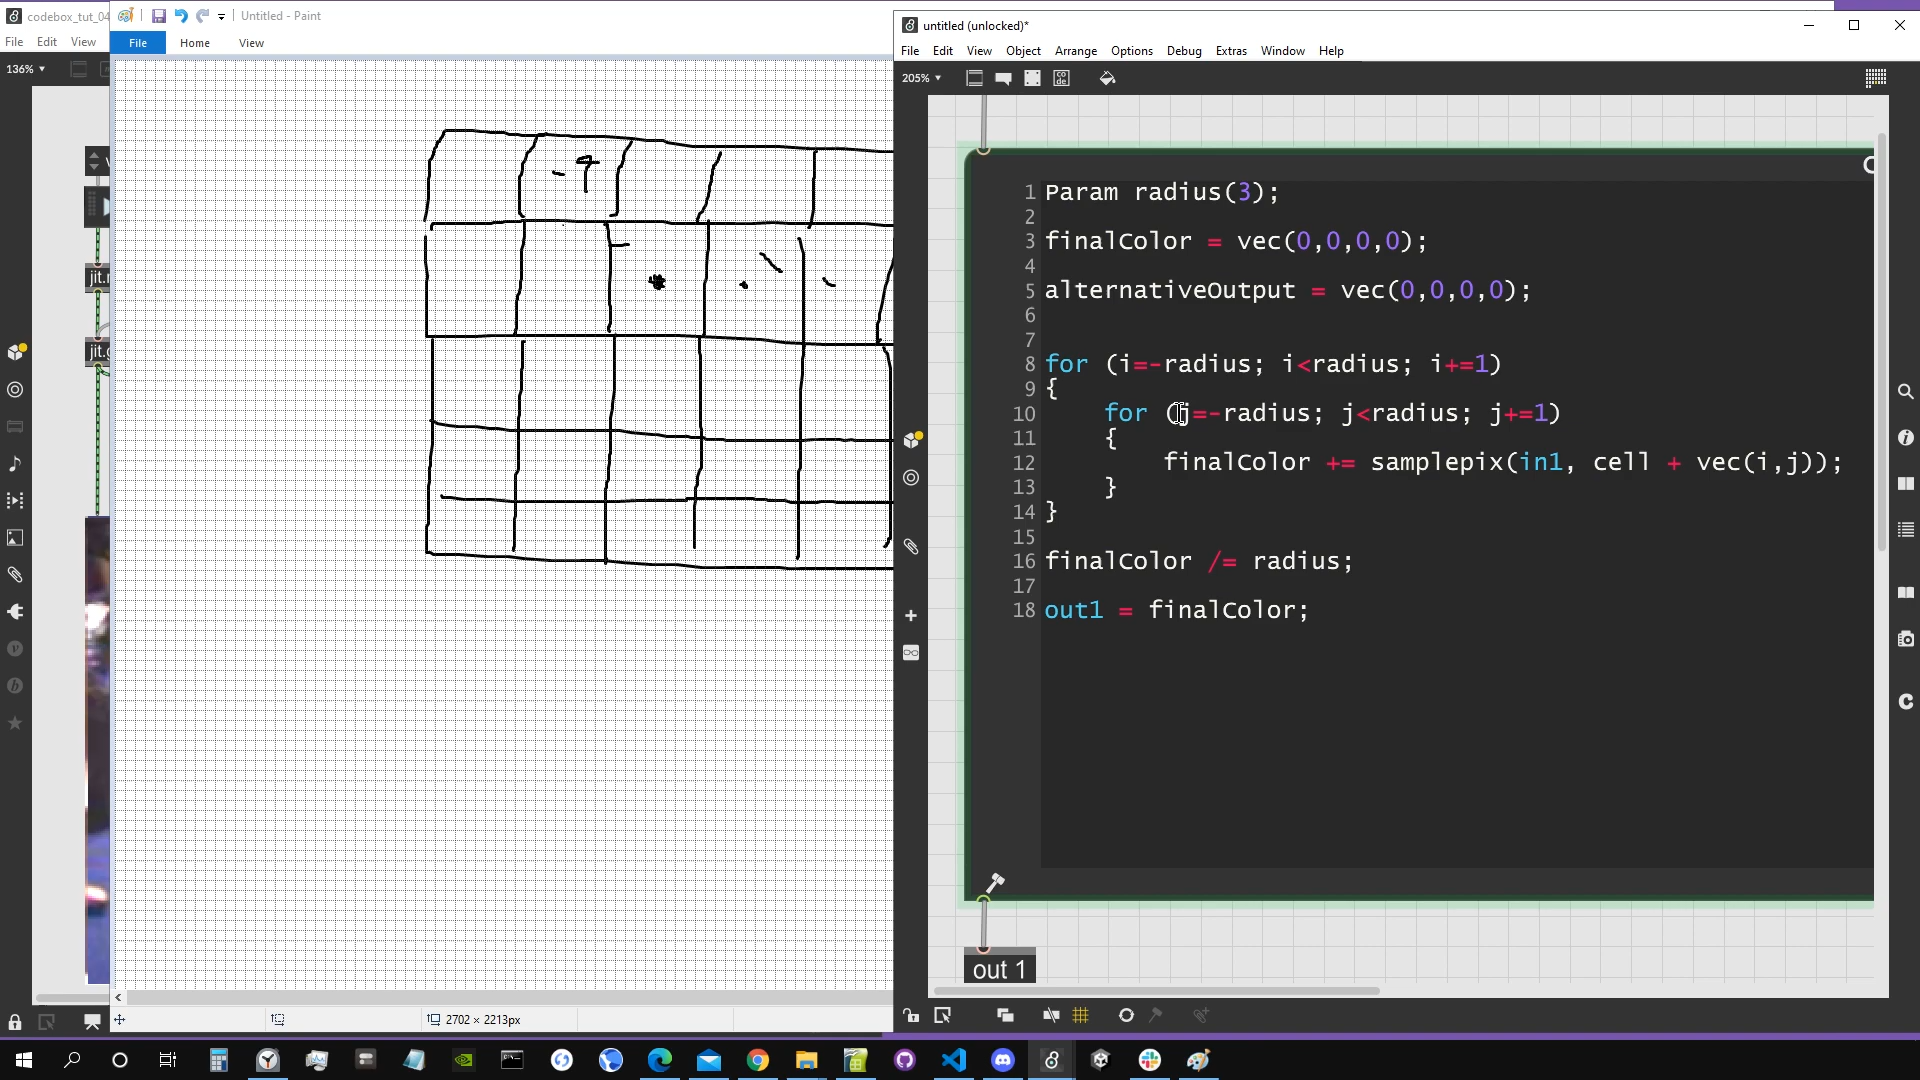 codebox_tut_04
File Edit View
136%
Untitled - Paint
File Home View
jit.
jit.
2702 × 2213px
untitled (unlocked)*
File Edit View Object Arrange Options Debug Extras Window Help
205%
1 Param radius(3);
2
3 finalColor = vec(0,0,0,0);
4
5 alternativeOutput = vec(0,0,0,0);
6
7
8 for (i=-radius; i<radius; i+=1)
9 {
10 for (j=-radius; j<radius; j+=1)
11 {
12 finalColor += samplepix(in1, cell + vec(i,j));
13 }
14 }
15
16 finalColor /= radius;
17
18 out1 = finalColor;
out 1